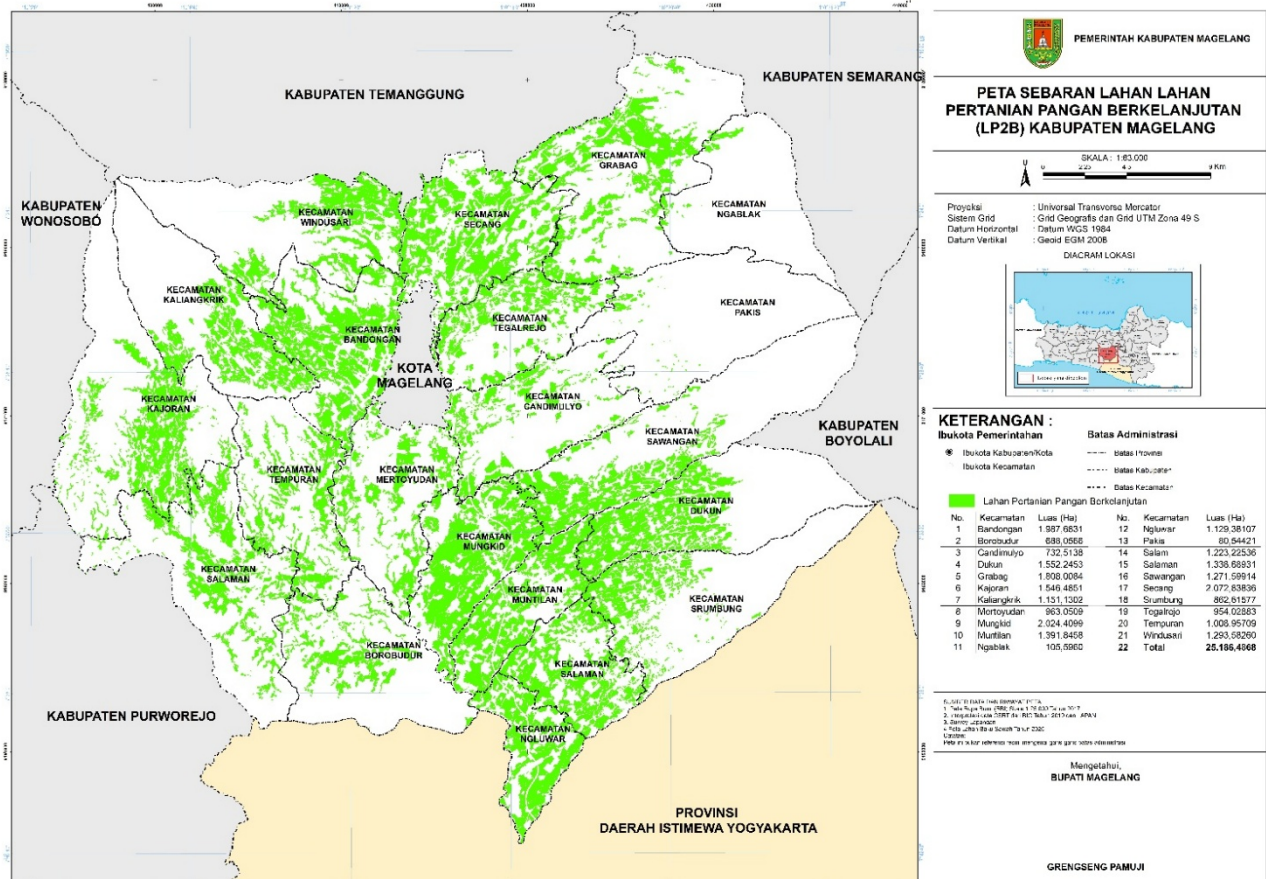 KABUPATEN TEMANGGUNG
KABUPATEN SEMARANG
KABUPATEN
WONOSOBO
KECAMATAN
GRABAG
KECAMATAN
NGABLAK
KECAMATAN
WINDUSARI
KECAMATAN
SECANG
KECAMATAN
KALIANGKRIK
KECAMATAN
PAKIS
KECAMATAN
TEGALREJO
KECAMATAN
BANDONGAN
KOTA
MAGELANG
KECAMATAN
KAJORAN
KECAMATAN
CANDIMULYO
KABUPATEN
BOYOLALI
KECAMATAN
SAWANGAN
KECAMATAN
TEMPURAN
KECAMATAN
MERTOYUDAN
KECAMATAN
DUKUN
KECAMATAN
MUNGKID
KECAMATAN
SALAMAN
KECAMATAN
MUNTILAN
KECAMATAN
SRUMBUNG
KECAMATAN
BOROBUDUR
KECAMATAN
SALAMAN
KABUPATEN PURWOREJO
KECAMATAN
NGLUWAR
PROVINSI
DAERAH ISTIMEWA YOGYAKARTA
PEMERINTAH KABUPATEN MAGELANG
PETA SEBARAN LAHAN LAHAN
PERTANIAN PANGAN BERKELANJUTAN
(LP2B) KABUPATEN MAGELANG
U
SKALA : 1:63.000
0 2.25 4.5 9 Km
Proyeksi : Universal Transverse Mercator
Sistem Grid : Grid Geografis dan Grid UTM Zona 49 S
Datum Horizontal : Datum WGS 1984
Datum Vertikal : Geoid EGM 2008
DIAGRAM LOKASI
KETERANGAN :
Ibukota Pemerintahan Batas Administrasi
Ibukota Kabupaten/Kota Batas Provinsi
Ibukota Kecamatan Batas Kabupaten
Batas Kecamatan
Lahan Pertanian Pangan Berkelanjutan
No. Kecamatan Luas (Ha) No. Kecamatan Luas (Ha)
1 Bandongan 1.987,6831 12 Ngluwar 1.129,38107
2 Borobudur 13 Pakis 80,54421
3 Candimulyo 732,5138 14 Salam 1.223,22536
4 Dukun 1.552,2453 15 Salaman 1.336,68931
5 Grabag 1.808,0084 16 Sawangan 1.271,59914
6 Kajoran 1.546,4851 17 Secang 2.072,83836
7 Kaliangkrik 1.151,1302 18 Srumbung 862,61577
8 Mertoyudan 963,0509 19 Tegalrejo 954,02883
9 Mungkid 2.024,4099 20 Tempuran 1.008,95709
10 Muntilan 1.391,8458 21 Windusari 1.293,58260
11 Ngablak 105,5960 22 Total 25.186,4868
Mengetahui,
BUPATI MAGELANG
GRENGSENG PAMUJI